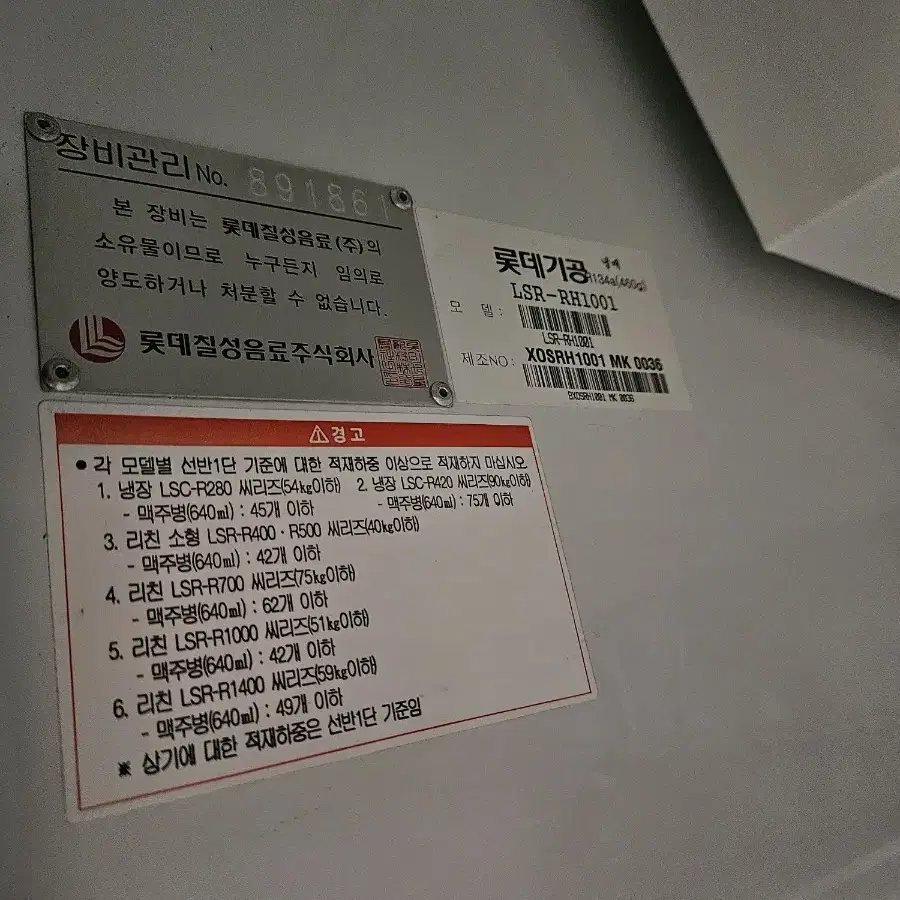 장비관리 No. 891861
본 장비는 롯데칠성음료(주)의
소유물이므로 누구든지 임의로
양도하거나 처분할 수 없습니다.
롯데칠성음료주식회사
롯데기공
냉매
R134a(460g)
모 델: LSR-RH1001
LSR-RH1001
제조NO: XOSRH1001 MK 0036
BXOSRH1001 MK 0036
⚠경고
● 각 모델별 선반1단 기준에 대한 적재하중 이상으로 적재하지 마십시오
1. 냉장 LSC-R280 씨리즈(54kg이하) 2. 냉장 LSC-R420 씨리즈(90kg이하)
- 맥주병(640ml) : 45개 이하 - 맥주병(640ml) : 75개 이하
3. 리친 소형 LSR-R400 · R500 씨리즈(40kg이하)
- 맥주병(640ml) : 42개 이하
4. 리친 LSR-R700 씨리즈(75kg이하)
- 맥주병(640ml) : 62개 이하
5. 리친 LSR-R1000 씨리즈(51kg이하)
- 맥주병(640ml) : 42개 이하
6. 리친 LSR-R1400 씨리즈(59kg이하)
- 맥주병(640ml) : 49개 이하
※ 상기에 대한 적재하중은 선반1단 기준임